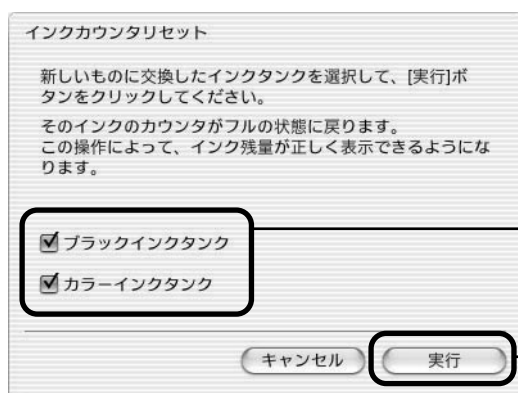 インクカウンタリセット
新しいものに交換したインクタンクを選択して、[実行]ボ
タンをクリックしてください。
そのインクのカウンタがフルの状態に戻ります。
この操作によって、インク残量が正しく表示できるようにな
ります。
ブラックインクタンク
カラーインクタンク
キャンセル 実行